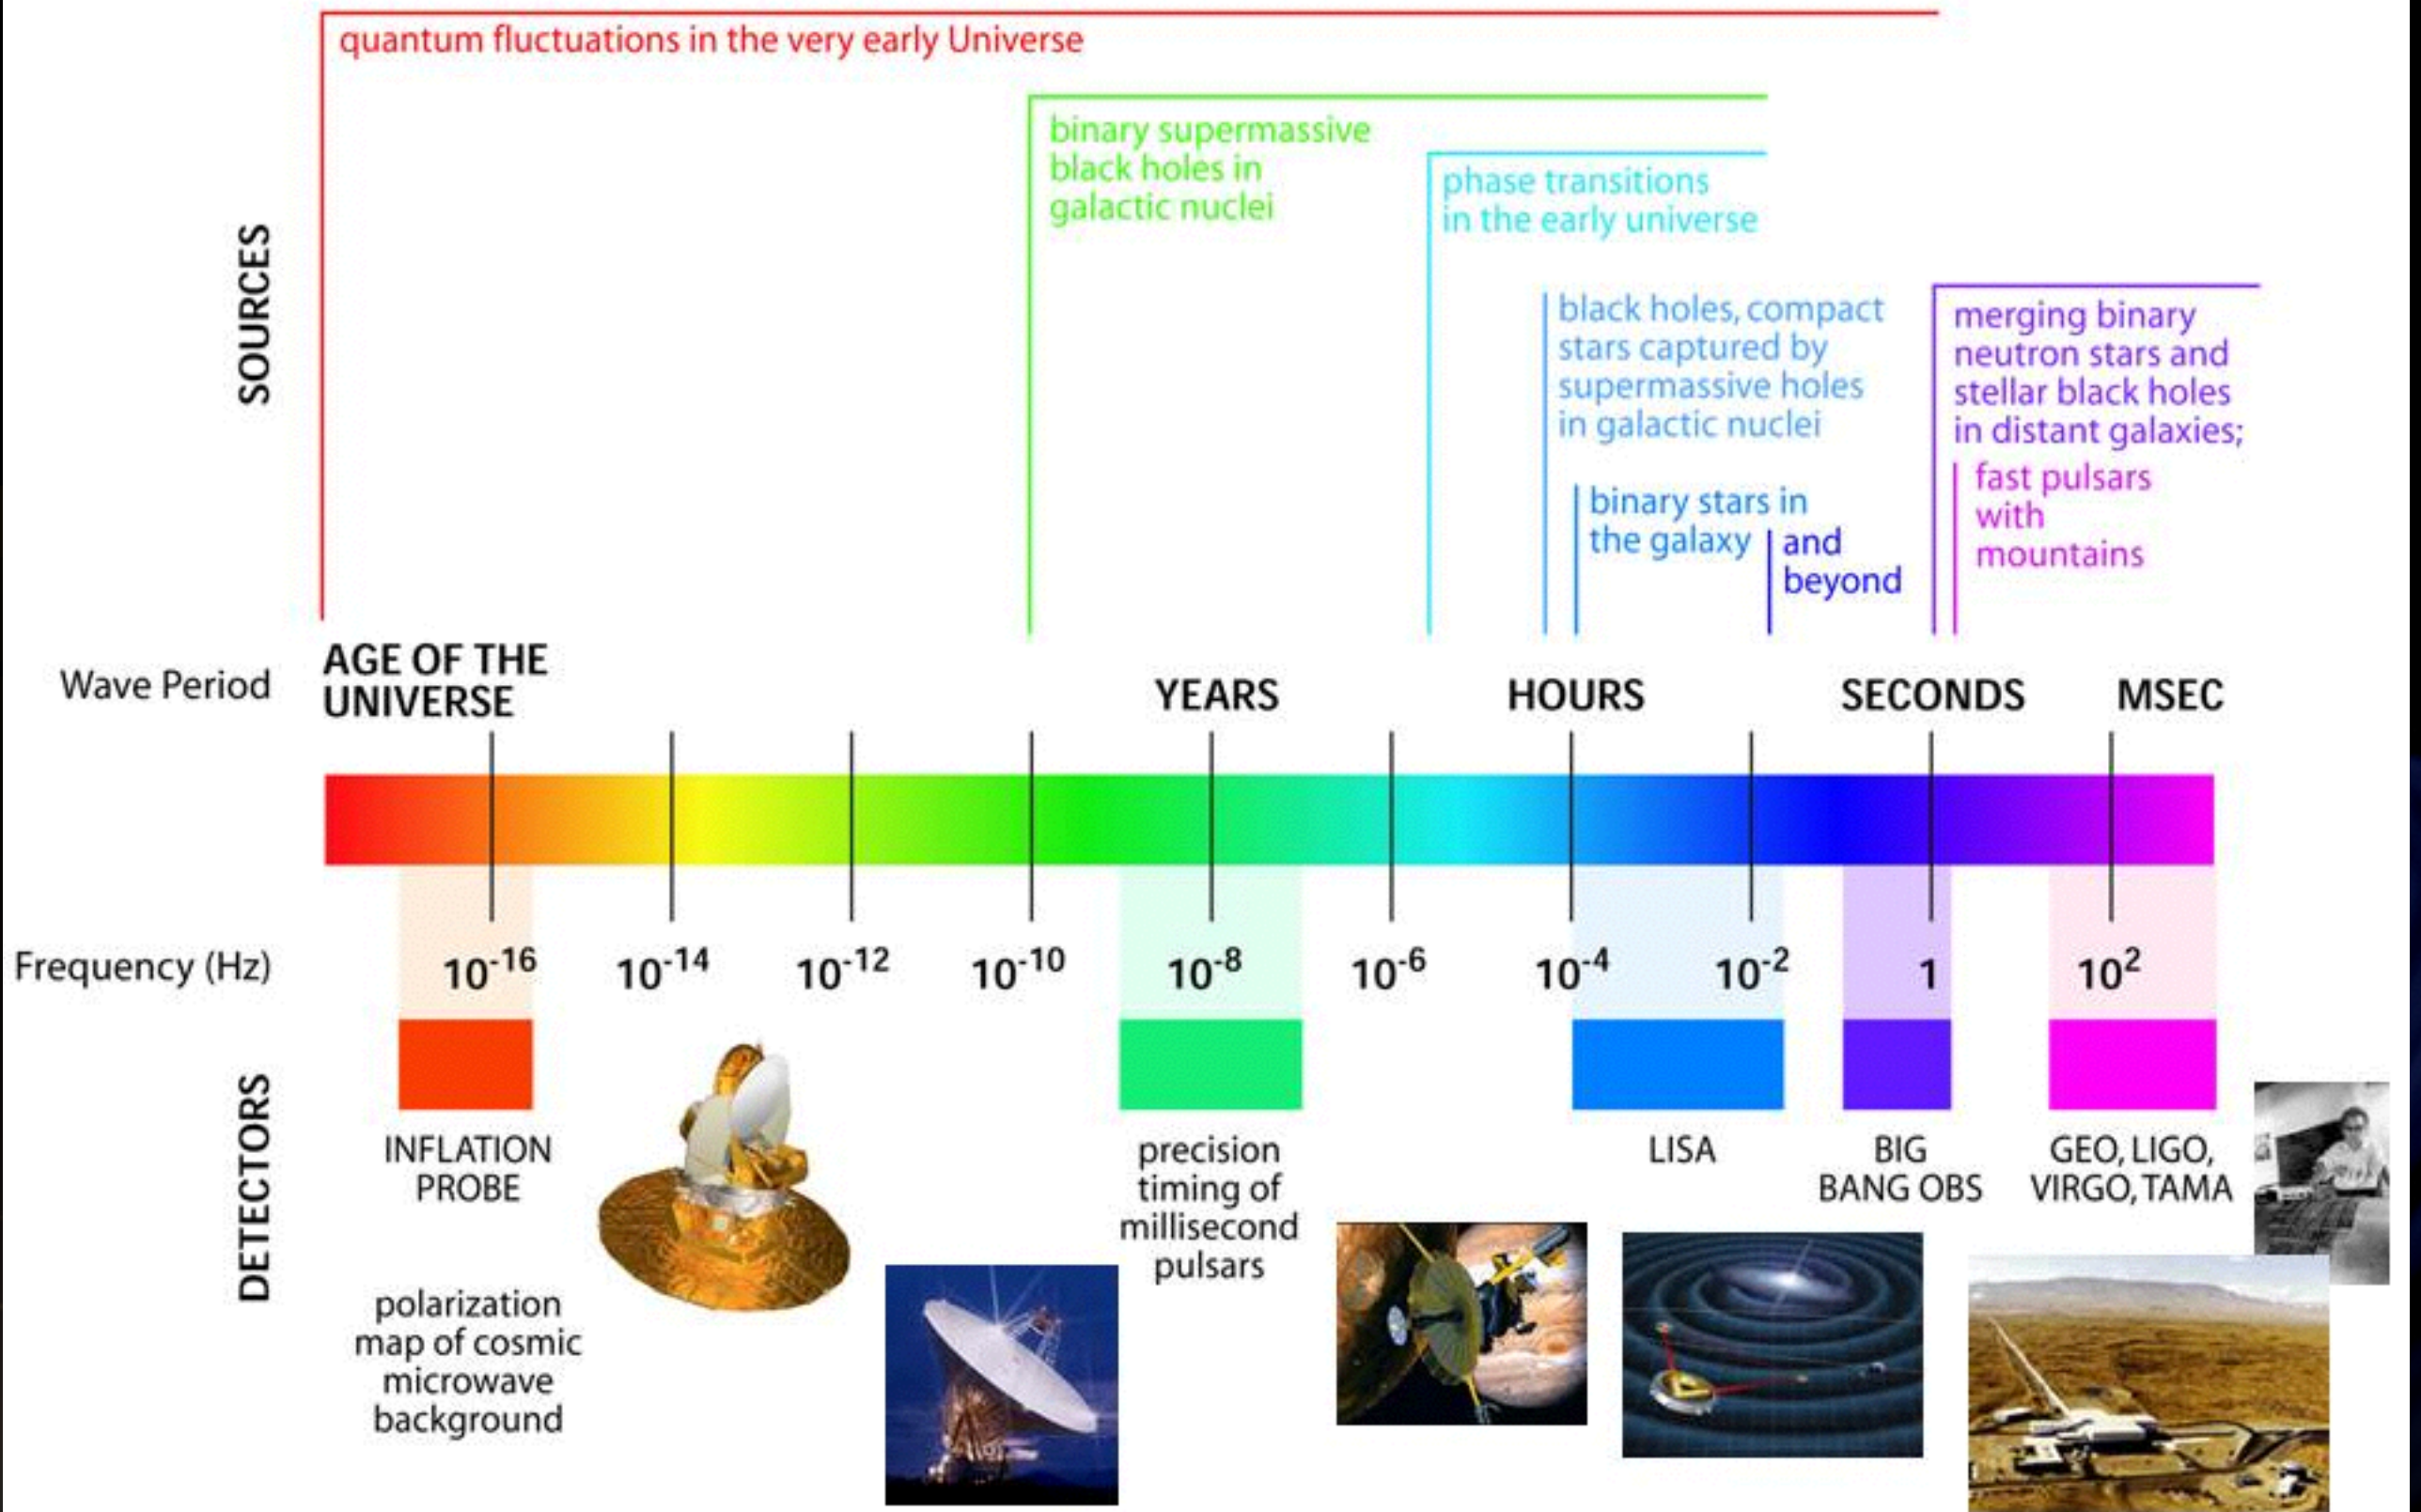 quantum fluctuations in the very early Universe
binary supermassive
black holes in
galactic nuclei
phase transitions
in the early universe
SOURCES
black holes, compact
stars captured by
supermassive holes
in galactic nuclei
merging binary
neutron stars and
stellar black holes
in distant galaxies;
fast pulsars
with
mountains
binary stars in
the galaxy
and
beyond
Wave Period
AGE OF THE
UNIVERSE
YEARS
HOURS
SECONDS
MSEC
Frequency (Hz)
10⁻¹⁶
10⁻¹⁴
10⁻¹²
10⁻¹⁰
10⁻⁸
10⁻⁶
10⁻⁴
10⁻²
1
10²
DETECTORS
INFLATION
PROBE
polarization
map of cosmic
microwave
background
precision
timing of
millisecond
pulsars
LISA
BIG
BANG OBS
GEO, LIGO,
VIRGO, TAMA